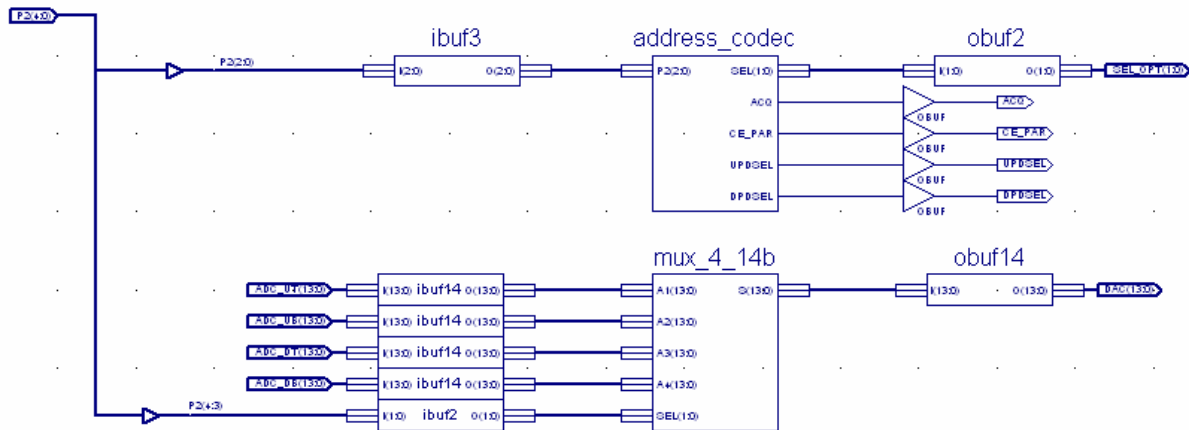 P2(4:0)
ibuf3 address_codec obuf2
P2(2:0) I(2:0) O(2:0) P2(2:0) SEL(1:0) I(1:0) O(1:0) SEL_OPT(1:0)
ACQ ACQ
OBUF
CE_PAR CE_PAR
OBUF
UPDSEL UPDSEL
OBUF
DPDSEL DPDSEL
OBUF
mux_4_14b obuf14
ADC_UT(13:0) I(13:0) ibuf14 O(13:0) A1(13:0) S(13:0) I(13:0) O(13:0) DAC(13:0)
ADC_UB(13:0) I(13:0) ibuf14 O(13:0) A2(13:0)
ADC_DT(13:0) I(13:0) ibuf14 O(13:0) A3(13:0)
ADC_DB(13:0) I(13:0) ibuf14 O(13:0) A4(13:0)
P2(4:3) I(1:0) ibuf2 O(1:0) SEL(1:0)